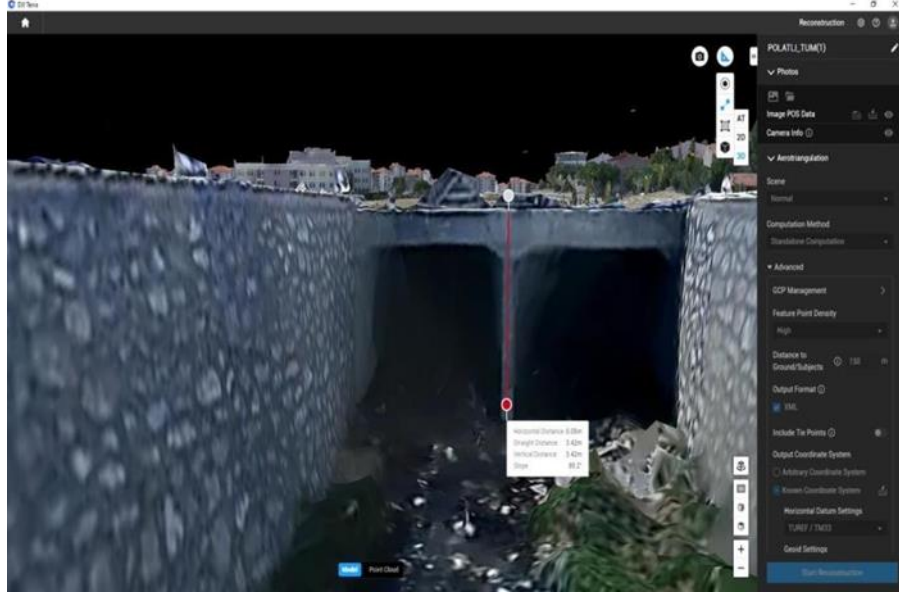 DJI Terra
Reconstruction
POLATLI_TUM(1)
Photos
Image POS Data
Camera Info
AT
2D
3D
Aerotriangulation
Scene
Normal
Computation Method
Standalone Computation
Advanced
GCP Management
Feature Point Density
High
Distance to
Ground/Subjects
m
Output Format
XML
Include Tie Points
Output Coordinate System
Arbitrary Coordinate System
Known Coordinate System
Horizontal Datum Settings
TUREF / TM33
Geoid Settings
Start Reconstruction
Horizontal Distance 0.05m
Straight Distance 3.42m
Vertical Distance 3.42m
Slope 89.2°
Model Point Cloud